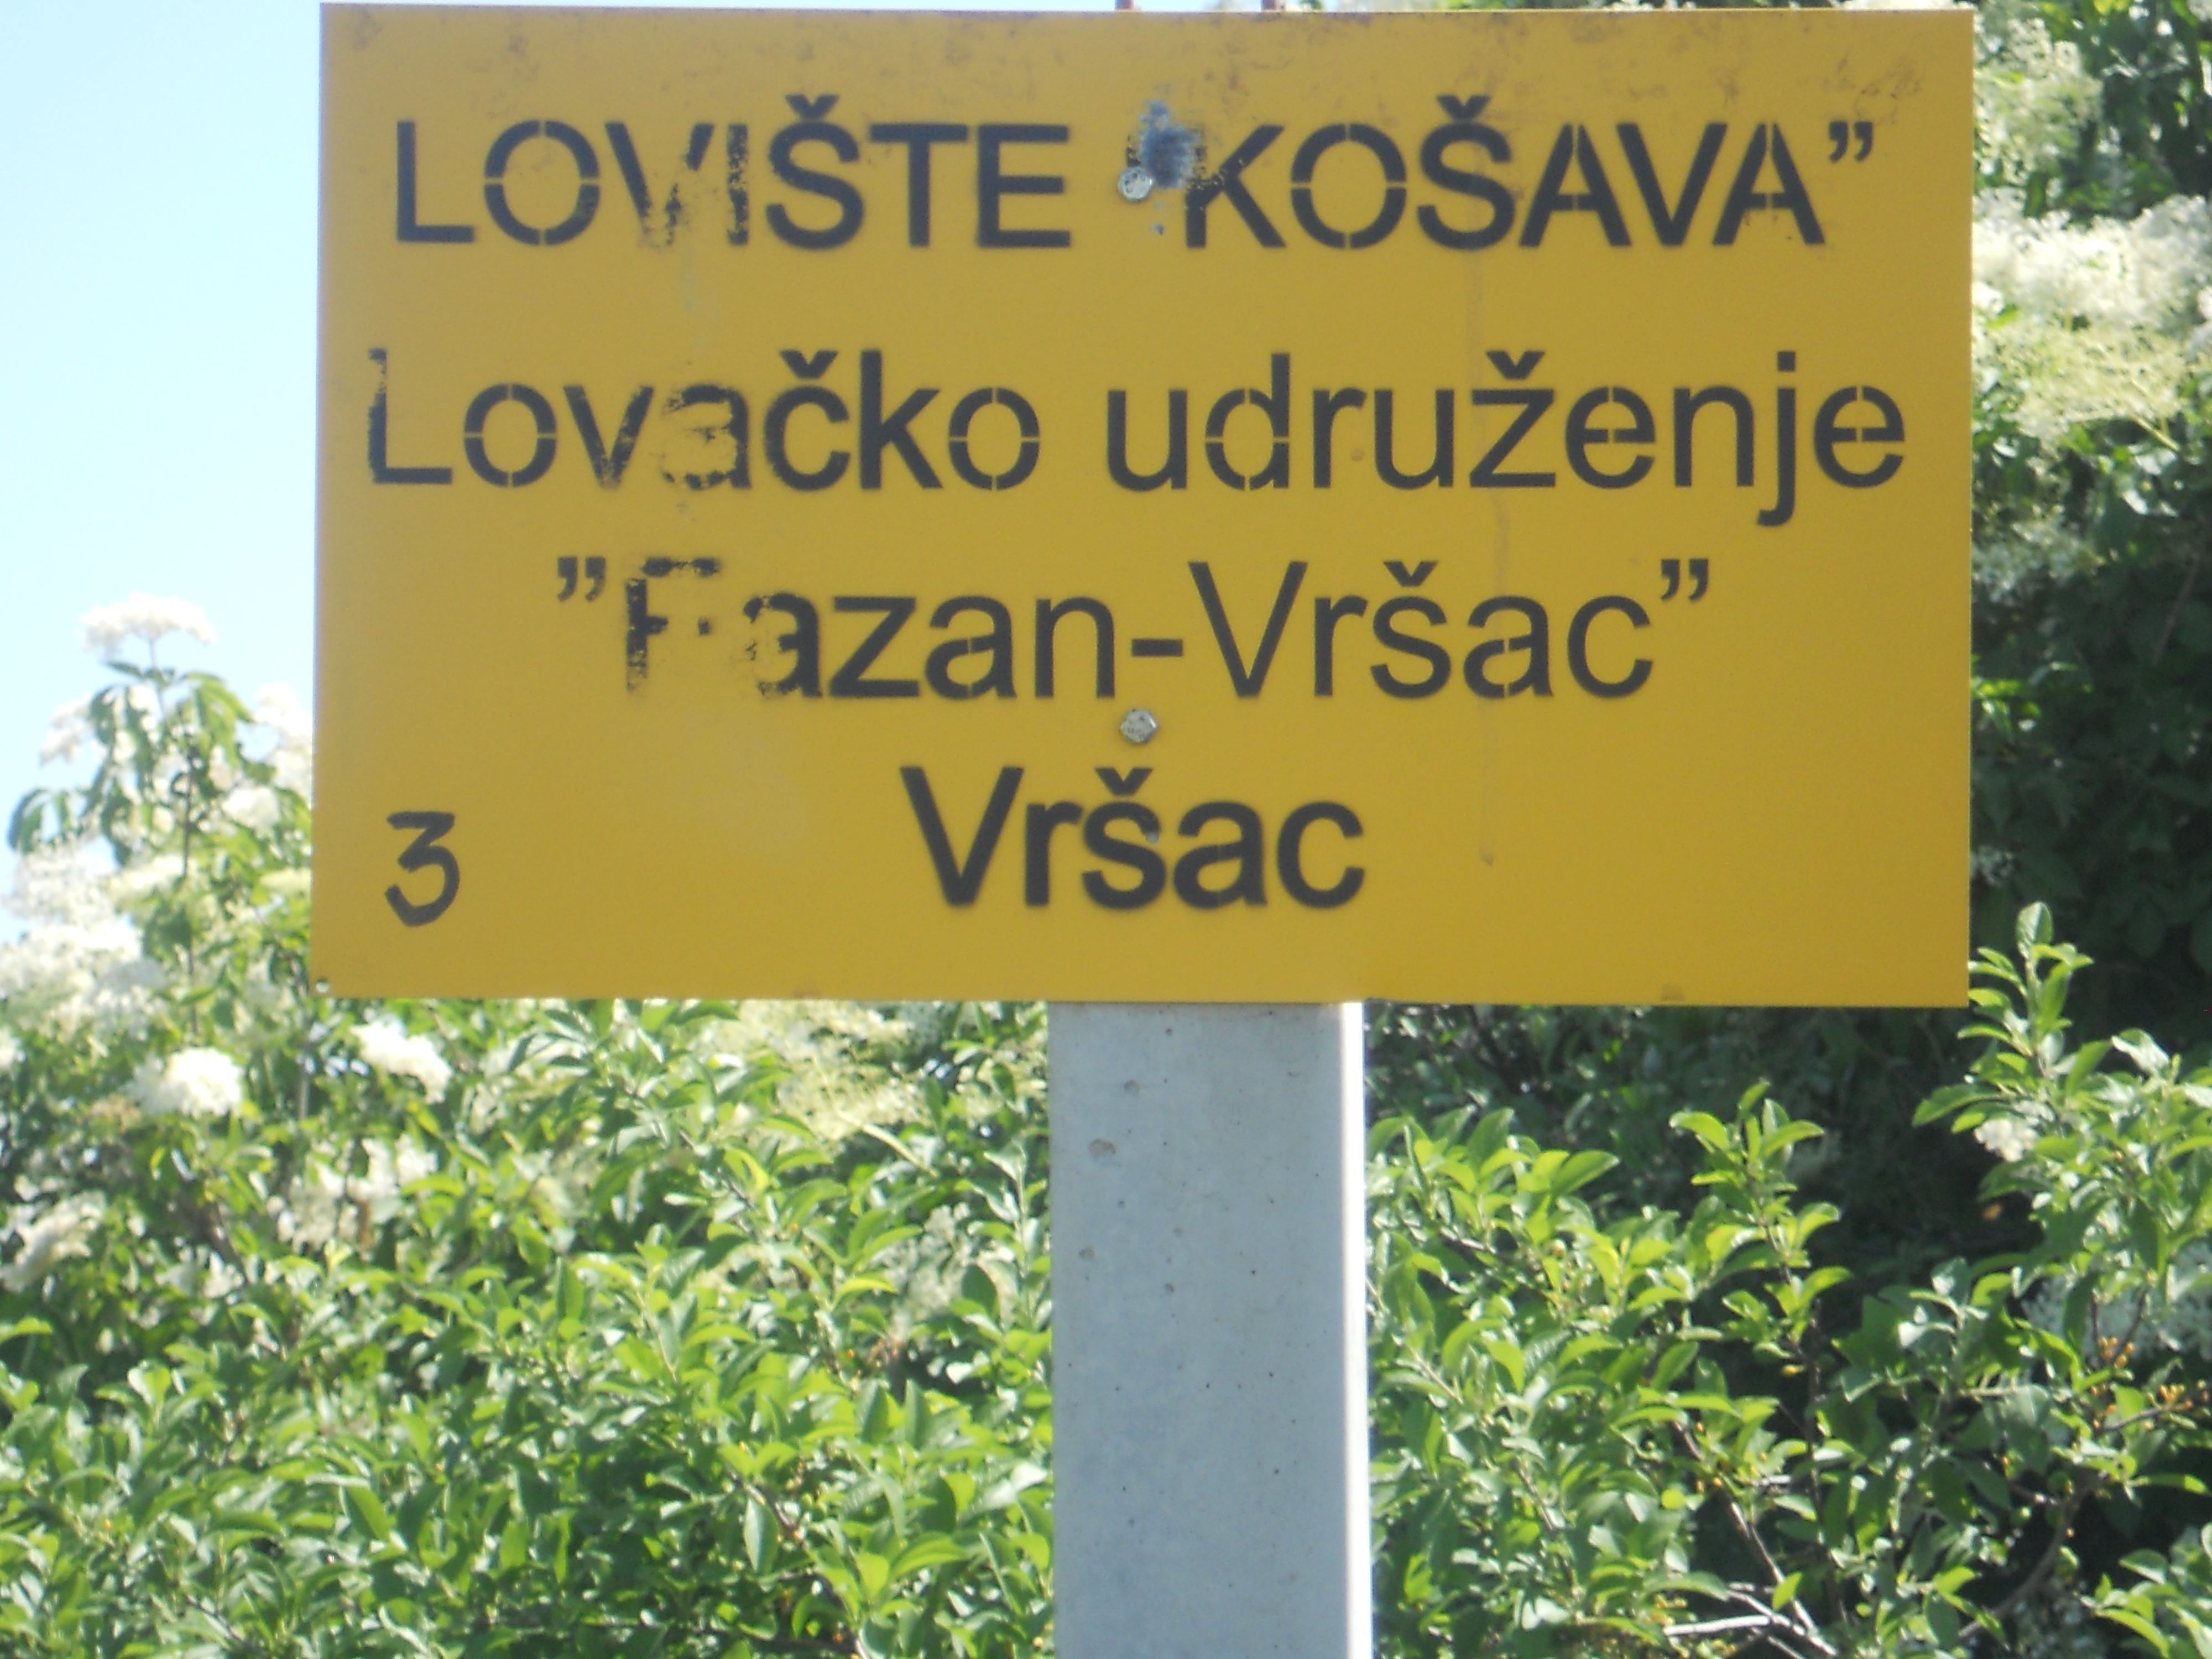 LOVIŠTE "KOŠAVA”
Lovačko udruženje
”Fazan-Vršac”
Vršac
3